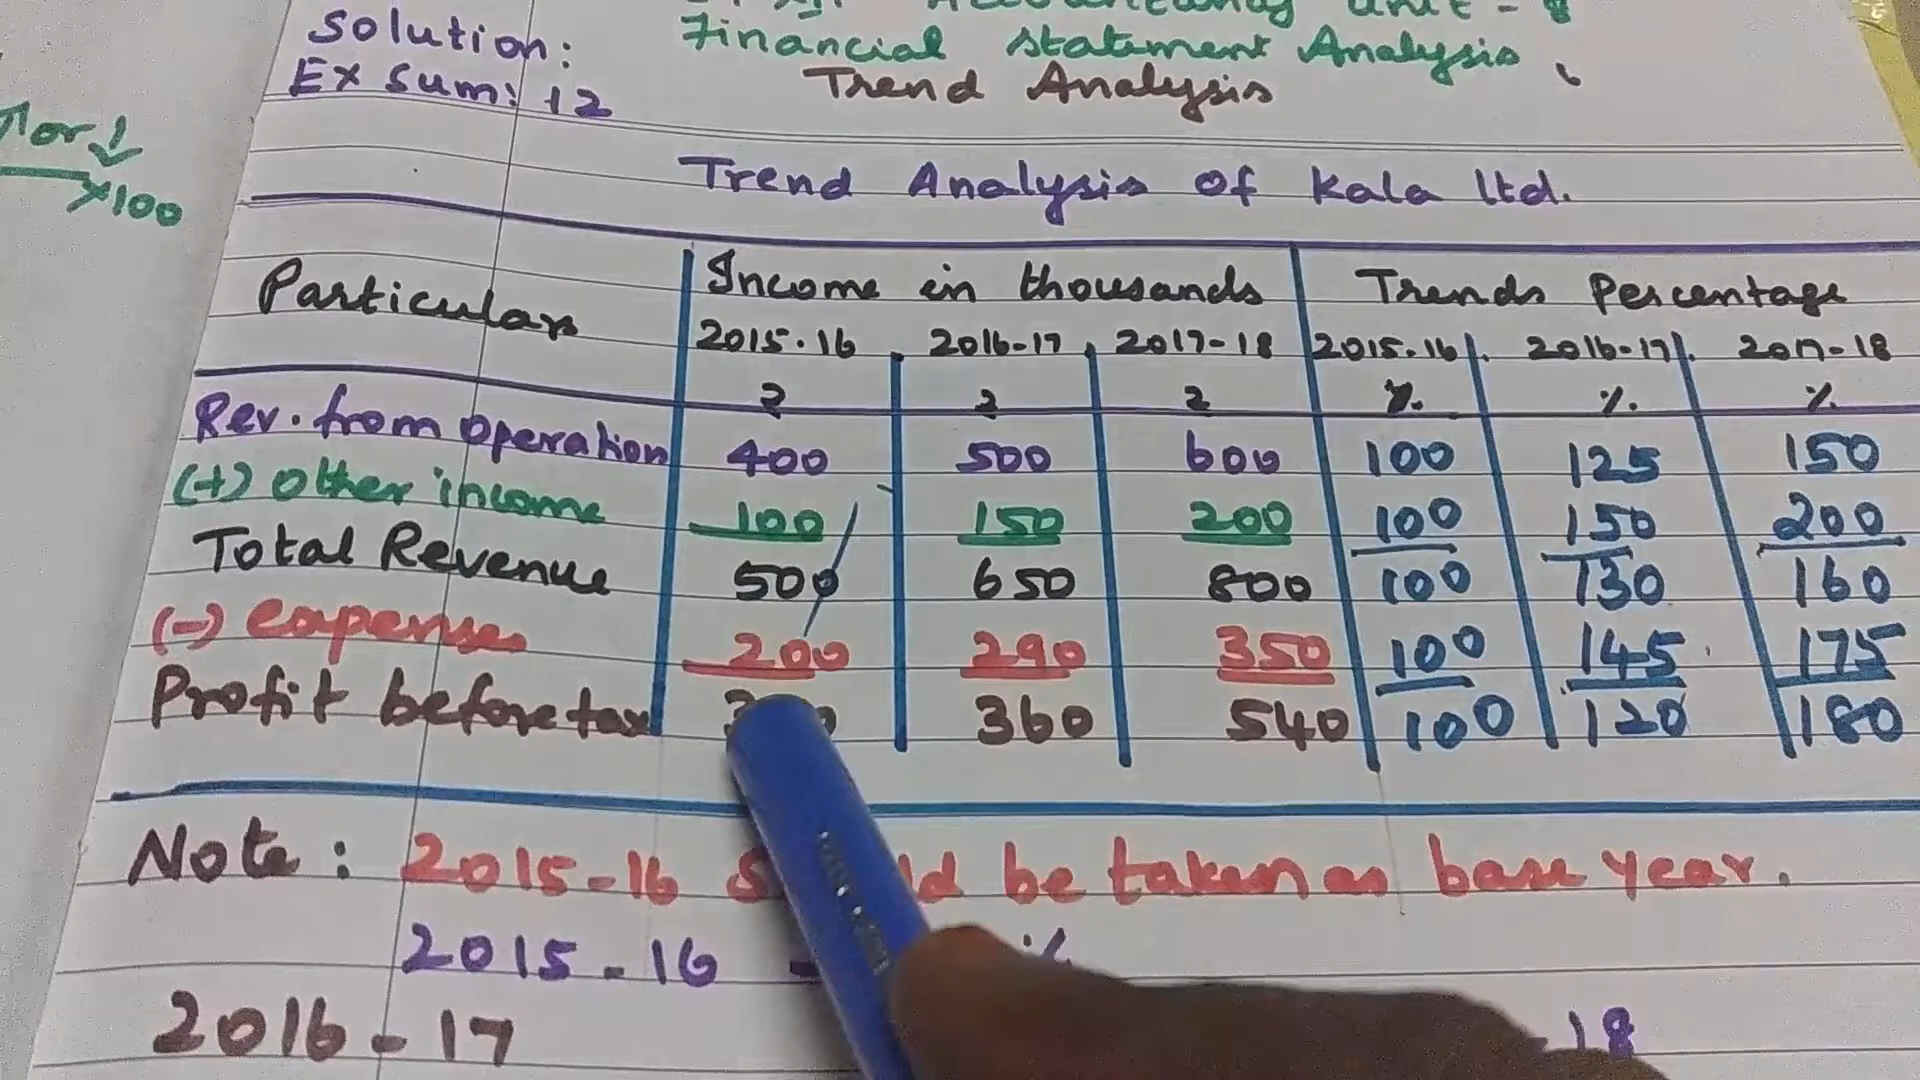 Accountancy Unit - 8
Solution: Financial Statement Analysis
Ex Sum: 12 Trend Analysis
or ↓
×100
Trend Analysis of Kala ltd.
Particulars Income in thousands Trends Percentage
2015-16 2016-17 2017-18 2015-16 2016-17 2017-18
₹ ₹ ₹ % % %
Rev. from operation 400 500 600 100 125 150
(+) Other income 100 150 200 100 150 200
Total Revenue 500 650 800 100 130 160
(-) expenses 200 290 350 100 145 175
Profit before tax 360 540 100 120 180
Note: 2015-16 be taken as base year.
2015-16 %
2016-17 18